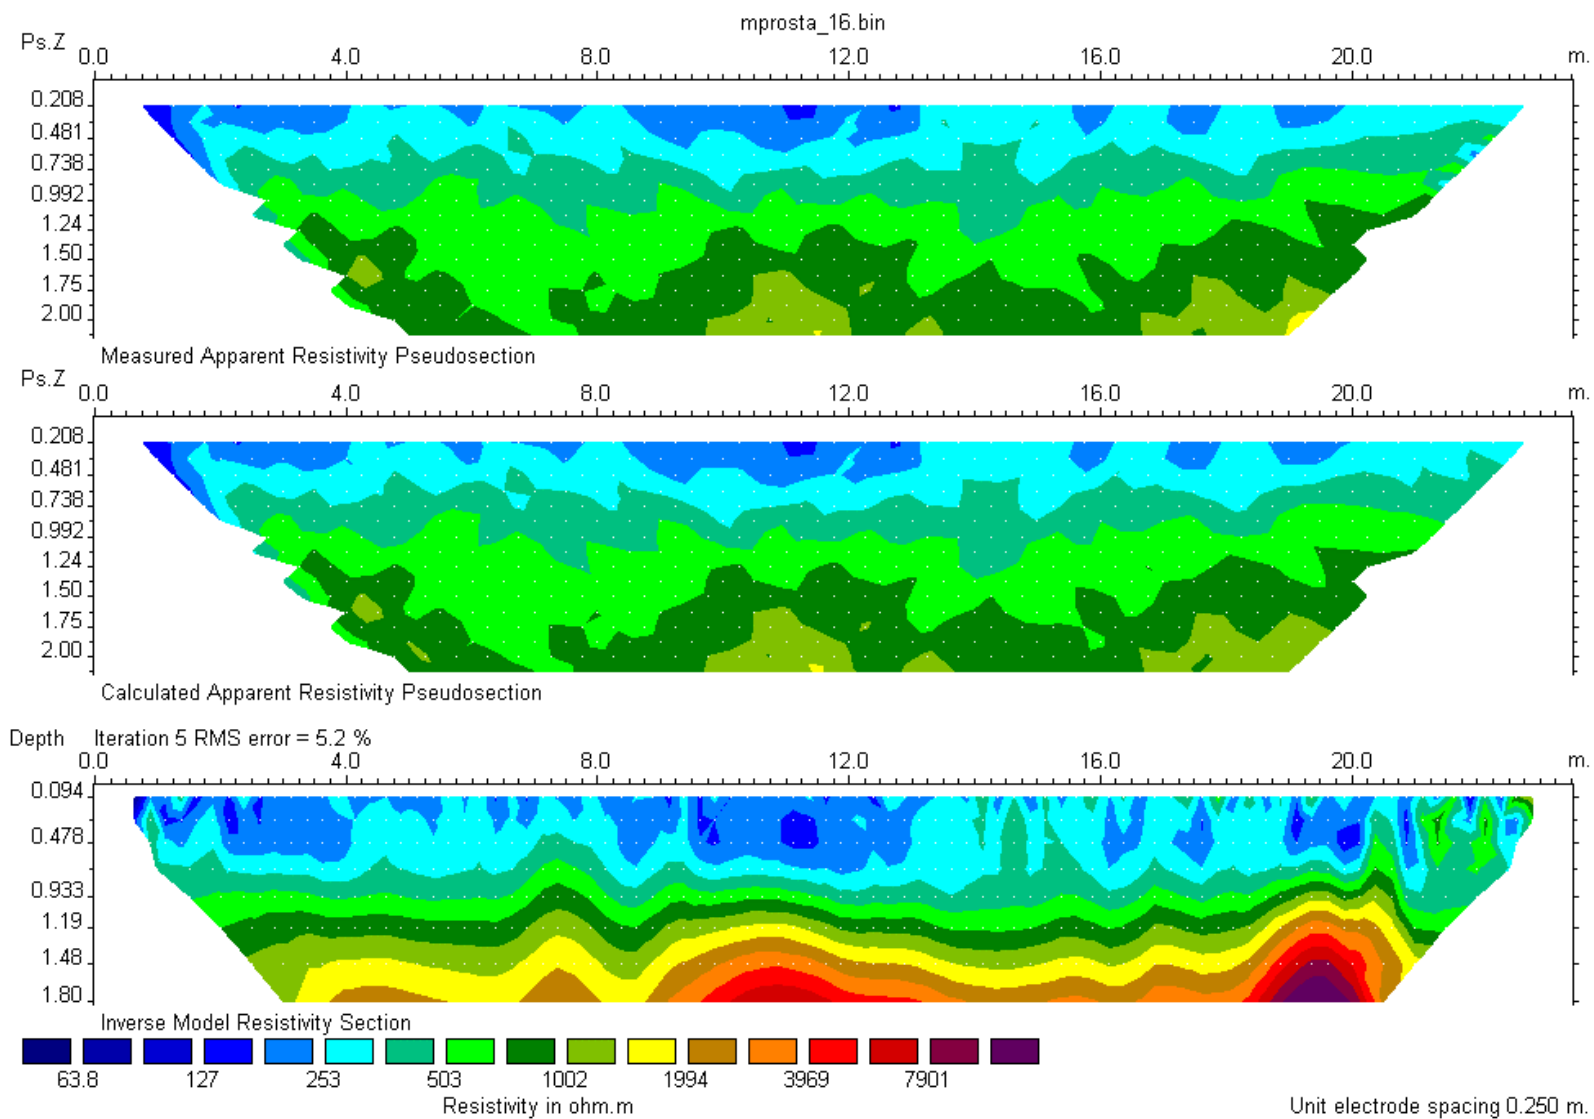 mprosta_16.bin
Ps.Z
0.0 4.0 8.0 12.0 16.0 20.0 m.
0.208
0.481
0.738
0.992
1.24
1.50
1.75
2.00
Measured Apparent Resistivity Pseudosection
Ps.Z
0.0 4.0 8.0 12.0 16.0 20.0 m.
0.208
0.481
0.738
0.992
1.24
1.50
1.75
2.00
Calculated Apparent Resistivity Pseudosection
Depth Iteration 5 RMS error = 5.2 %
0.0 4.0 8.0 12.0 16.0 20.0 m.
0.094
0.478
0.933
1.19
1.48
1.80
Inverse Model Resistivity Section
63.8 127 253 503 1002 1994 3969 7901
Resistivity in ohm.m
Unit electrode spacing 0.250 m.